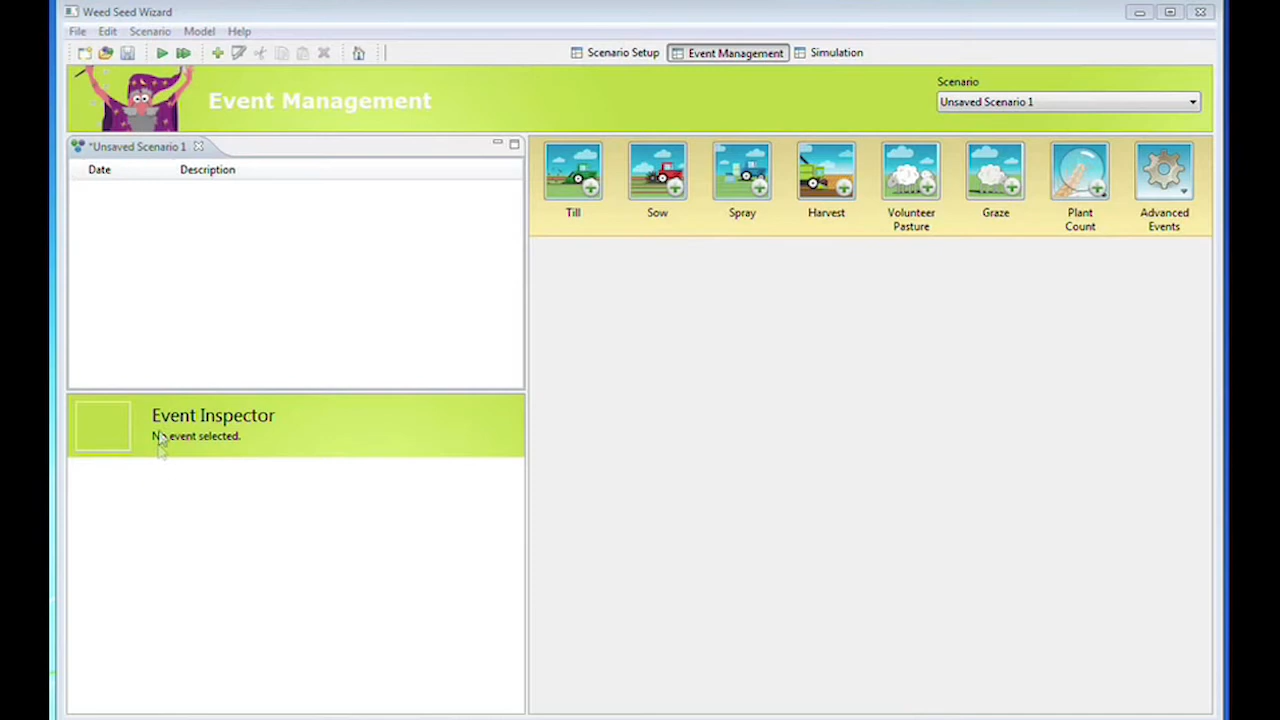 Weed Seed Wizard
File Edit Scenario Model Help
Scenario Setup Event Management Simulation
Event Management
Scenario
Unsaved Scenario 1
*Unsaved Scenario 1
Date Description
Till Sow Spray Harvest Volunteer Pasture Graze Plant Count Advanced Events
Event Inspector
No event selected.